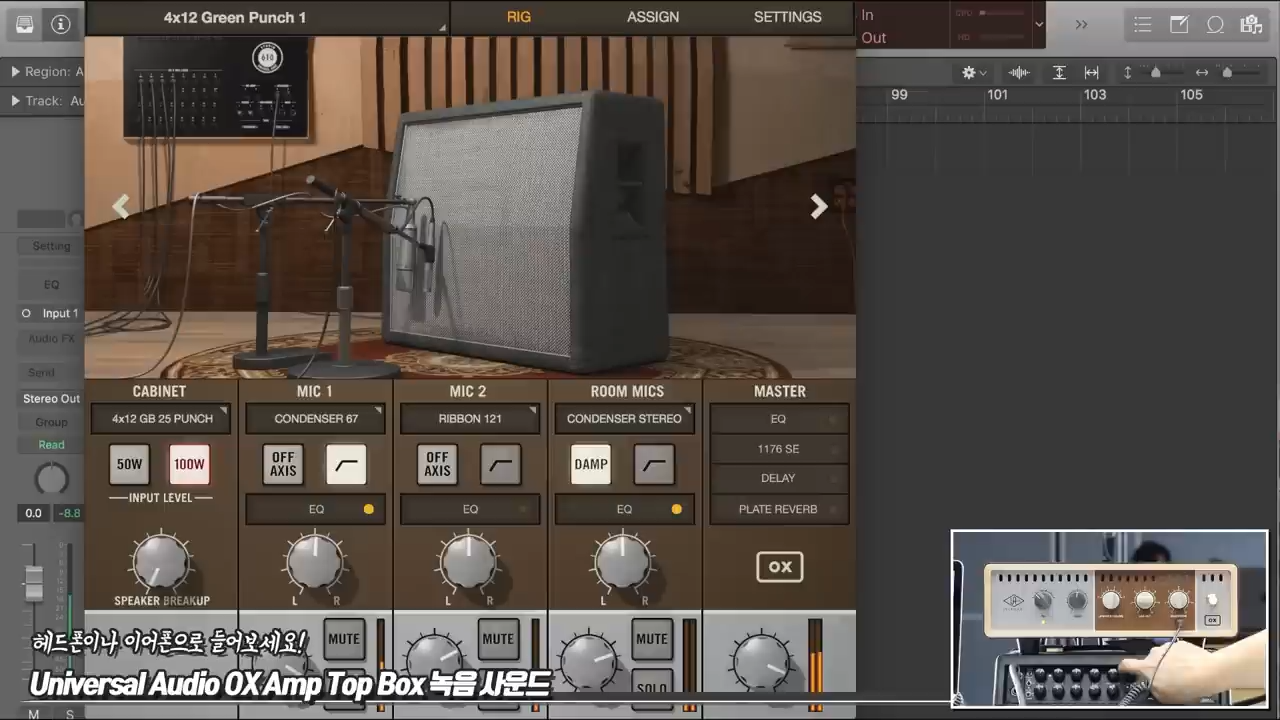 4x12 Green Punch 1
RIG
ASSIGN
SETTINGS
In
Out
CPU
HD
Region: A
Track: Au
99
101
103
105
Setting
EQ
Input 1
Audio FX
Send
Stereo Out
Group
Read
0.0
-8.8
M
S
610
CABINET
MIC 1
MIC 2
ROOM MICS
MASTER
4x12 GB 25 PUNCH
CONDENSER 67
RIBBON 121
CONDENSER STEREO
EQ
1176 SE
DELAY
PLATE REVERB
50W
100W
OFF AXIS
OFF AXIS
DAMP
INPUT LEVEL
EQ
EQ
EQ
SPEAKER BREAKUP
L
R
L
R
L
R
OX
MUTE
MUTE
MUTE
SOLO
헤드폰이나 이어폰으로 들어보세요!
Universal Audio OX Amp Top Box 녹음 사운드
OX